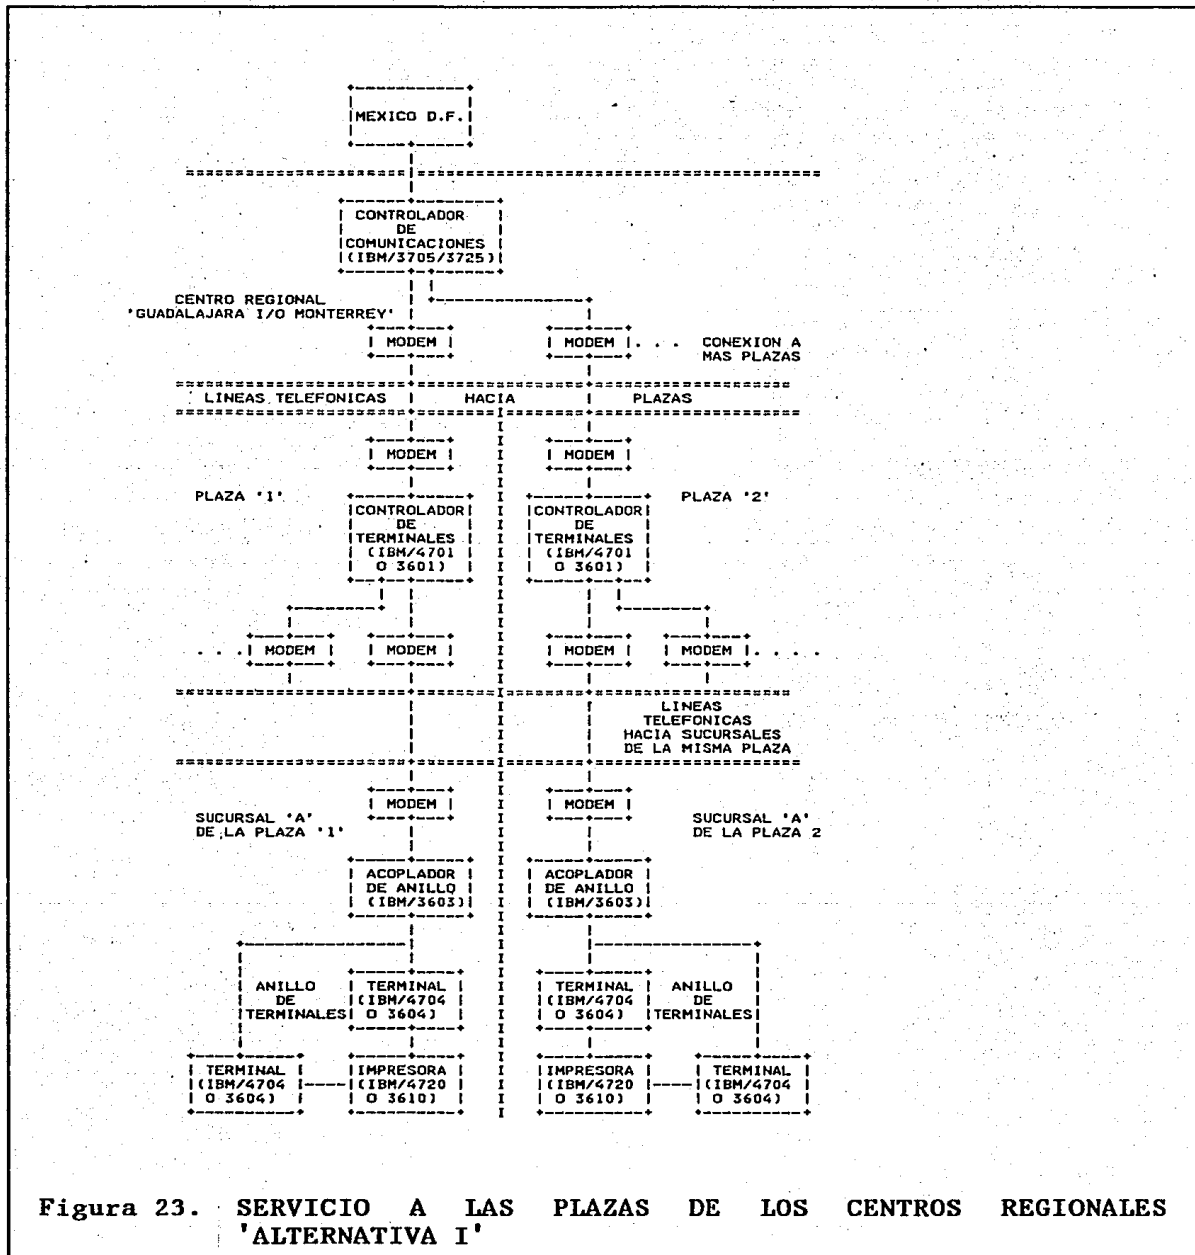 MEXICO D.F.
CONTROLADOR
DE
COMUNICACIONES
(IBM/3705/3725)
CENTRO REGIONAL
'GUADALAJARA I/O MONTERREY'
MODEM
MODEM . . . CONEXION A
MAS PLAZAS
LINEAS TELEFONICAS HACIA PLAZAS
MODEM
MODEM
PLAZA '1'
PLAZA '2'
CONTROLADOR
DE
TERMINALES
(IBM/4701
O 3601)
CONTROLADOR
DE
TERMINALES
(IBM/4701
O 3601)
. . . MODEM
MODEM
MODEM
MODEM . . . .
LINEAS
TELEFONICAS
HACIA SUCURSALES
DE LA MISMA PLAZA
MODEM
MODEM
SUCURSAL 'A'
DE LA PLAZA '1'
SUCURSAL 'A'
DE LA PLAZA 2
ACOPLADOR
DE ANILLO
(IBM/3603)
ACOPLADOR
DE ANILLO
(IBM/3603)
ANILLO
DE
TERMINALES
TERMINAL
(IBM/4704
O 3604)
TERMINAL
(IBM/4704
O 3604)
ANILLO
DE
TERMINALES
TERMINAL
(IBM/4704
O 3604)
IMPRESORA
(IBM/4720
O 3610)
IMPRESORA
(IBM/4720
O 3610)
TERMINAL
(IBM/4704
O 3604)
Figura 23. SERVICIO A LAS PLAZAS DE LOS CENTROS REGIONALES
'ALTERNATIVA I'